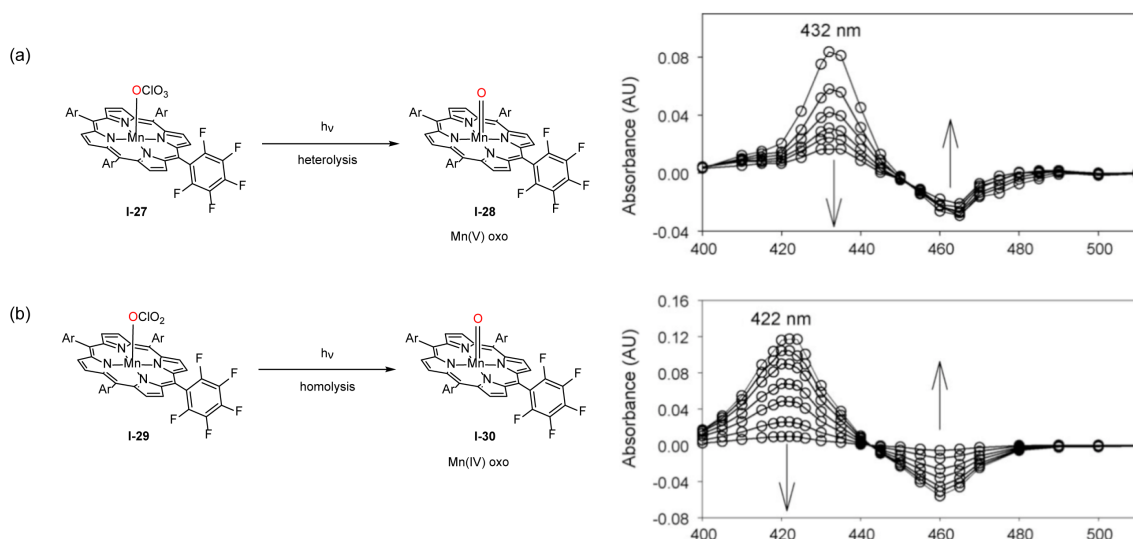 (a)
OClO₃
Ar
Ar
N
N
Mn
N
N
Ar
F
F
F
F
F
I-27
hν
heterolysis
O
Ar
Ar
N
N
Mn
N
N
Ar
F
F
F
F
F
I-28
Mn(V) oxo
432 nm
Absorbance (AU)
0.08
0.04
0.00
-0.04
400 420 440 460 480 500
(b)
OClO₂
Ar
Ar
N
N
Mn
N
N
Ar
F
F
F
F
F
I-29
hν
homolysis
O
Ar
Ar
N
N
Mn
N
N
Ar
F
F
F
F
F
I-30
Mn(IV) oxo
422 nm
Absorbance (AU)
0.16
0.12
0.08
0.04
0.00
-0.04
-0.08
400 420 440 460 480 500